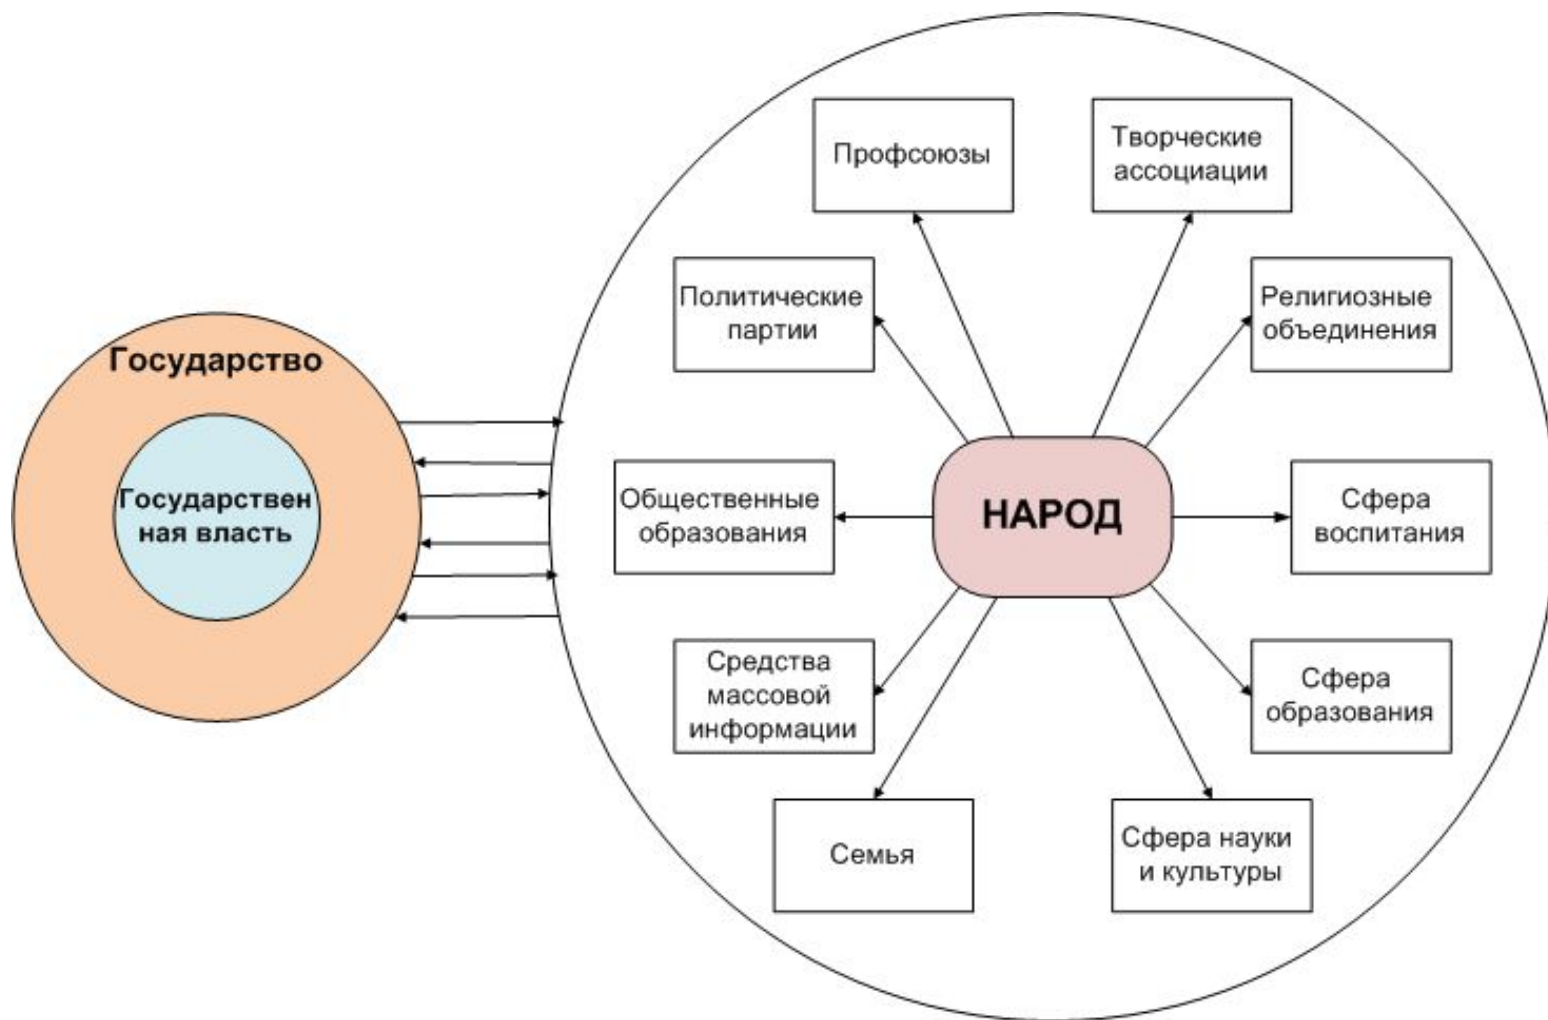 Государство
Государствен
ная власть
Профсоюзы
Творческие
ассоциации
Политические
партии
Религиозные
объединения
Общественные
образования
НАРОД
Сфера
воспитания
Средства
массовой
информации
Сфера
образования
Семья
Сфера науки
и культуры